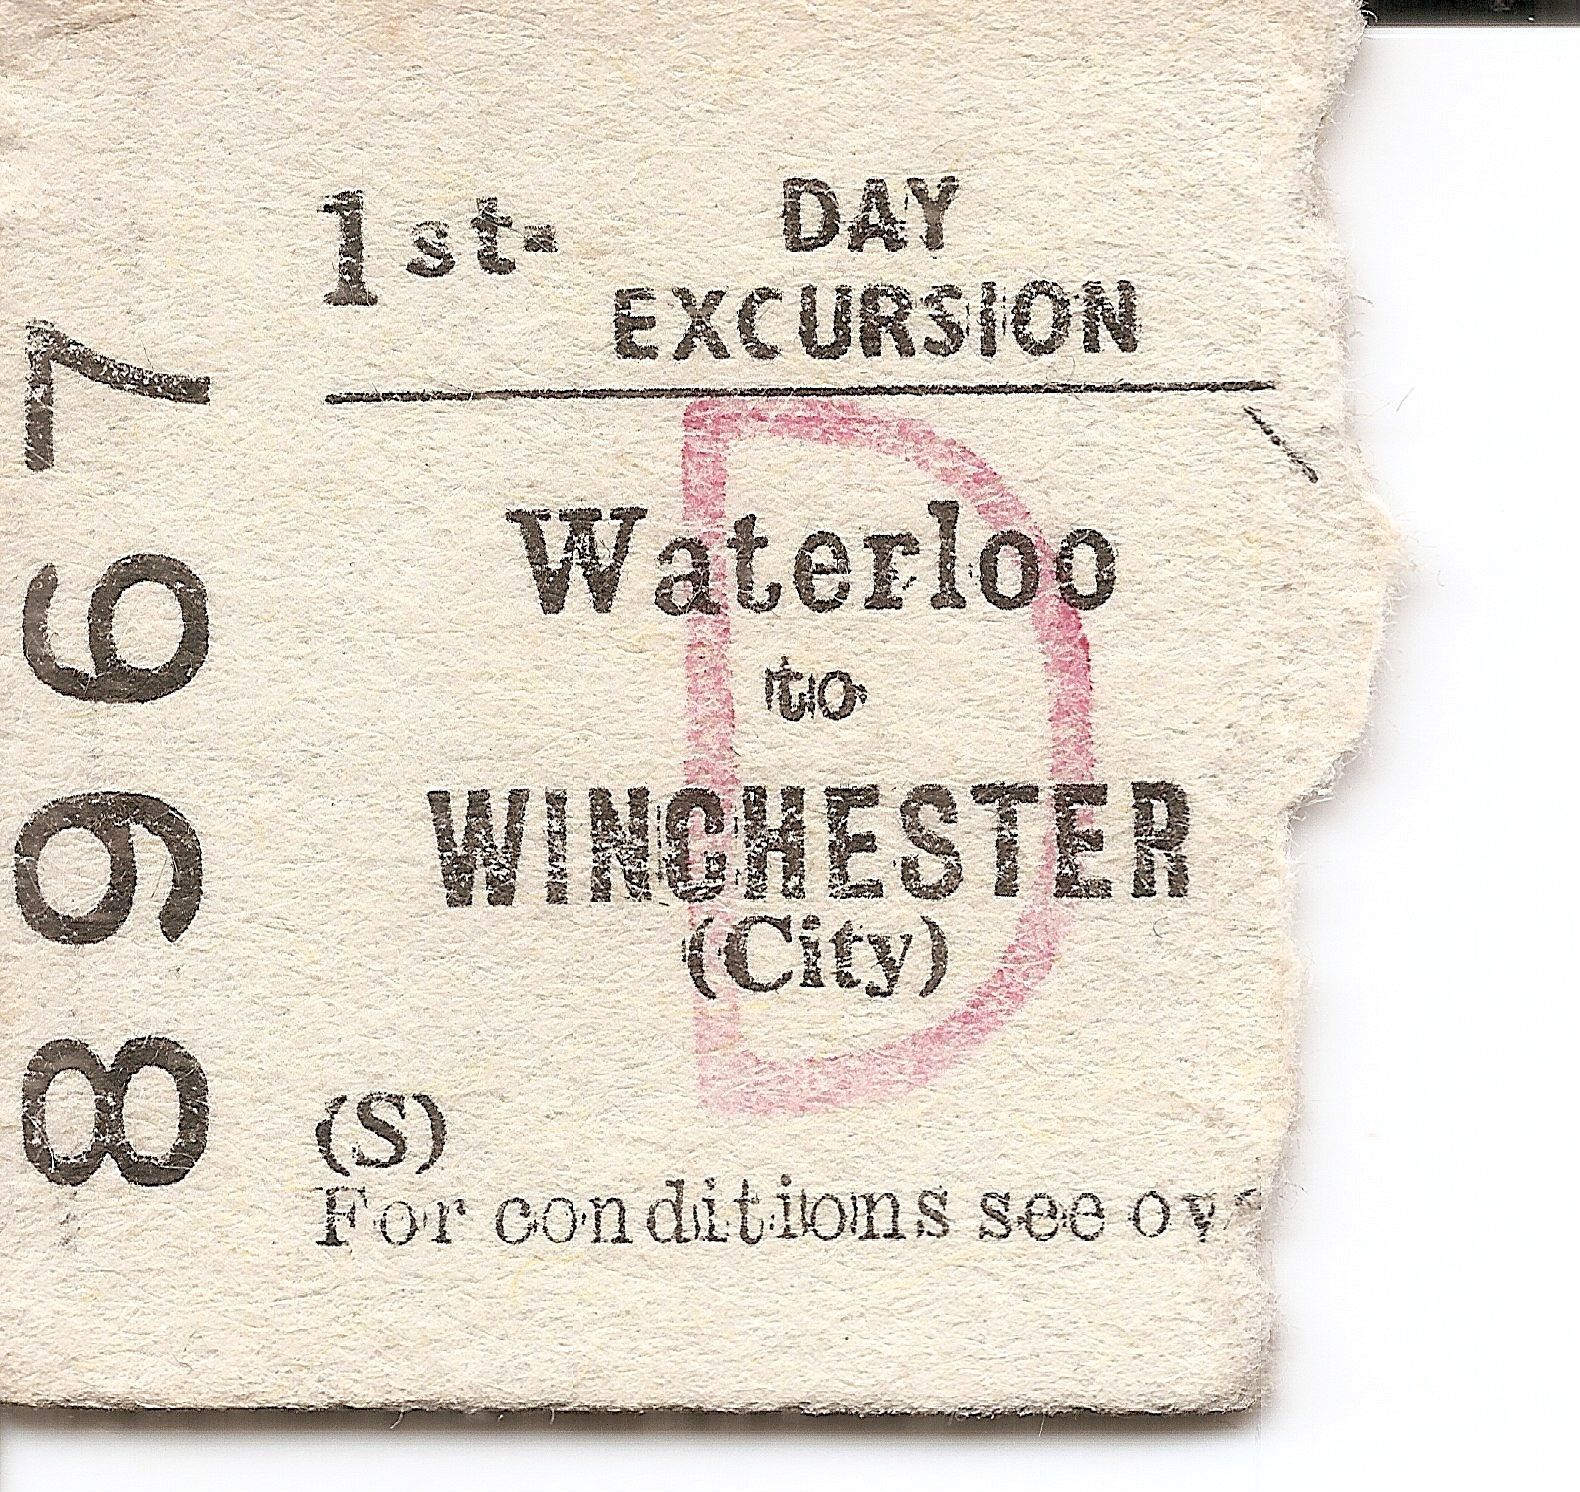 1st- DAY
EXCURSION
Waterloo
to
WINCHESTER
(City)
(S)
For conditions see ov
8967